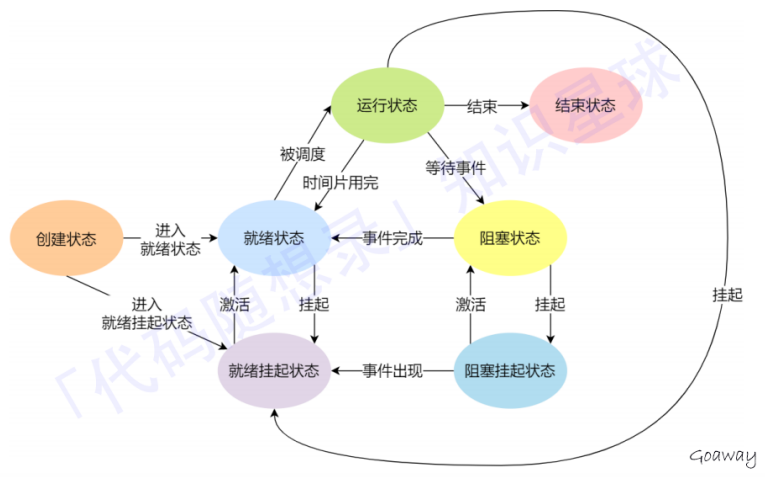 运行状态
结束
结束状态
被调度
时间片用完
等待事件
创建状态
进入
就绪状态
就绪状态
事件完成
阻塞状态
进入
就绪挂起状态
激活
挂起
激活
挂起
挂起
就绪挂起状态
事件出现
阻塞挂起状态
「代码随想录」知识星球
Goaway